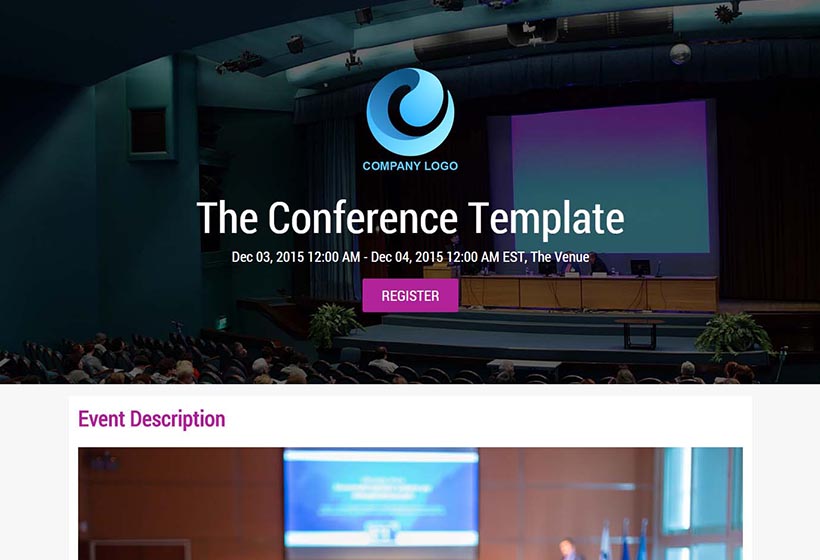 COMPANY LOGO
The Conference Template
Dec 03, 2015 12:00 AM - Dec 04, 2015 12:00 AM EST, The Venue
REGISTER
Event Description